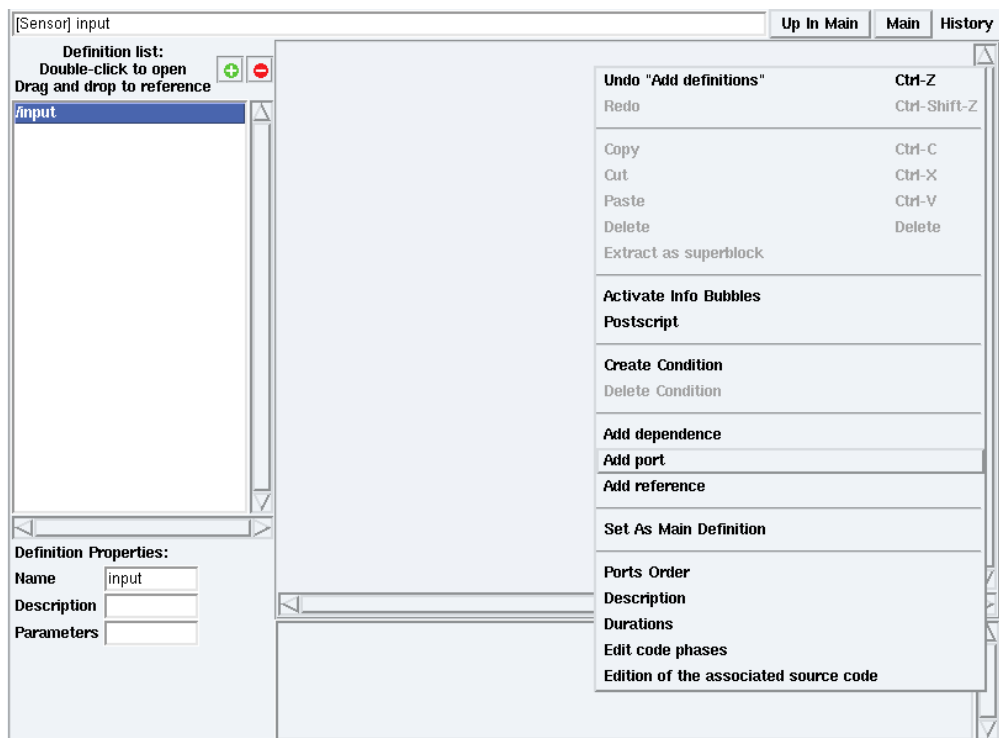 [Sensor] input
Up In Main
Main
History
Definition list:
Double-click to open
Drag and drop to reference
/input
Undo "Add definitions" Ctrl-Z
Redo Ctrl-Shift-Z
Copy Ctrl-C
Cut Ctrl-X
Paste Ctrl-V
Delete Delete
Extract as superblock
Activate Info Bubbles
Postscript
Create Condition
Delete Condition
Add dependence
Add port
Add reference
Set As Main Definition
Ports Order
Description
Durations
Edit code phases
Edition of the associated source code
Definition Properties:
Name input
Description
Parameters